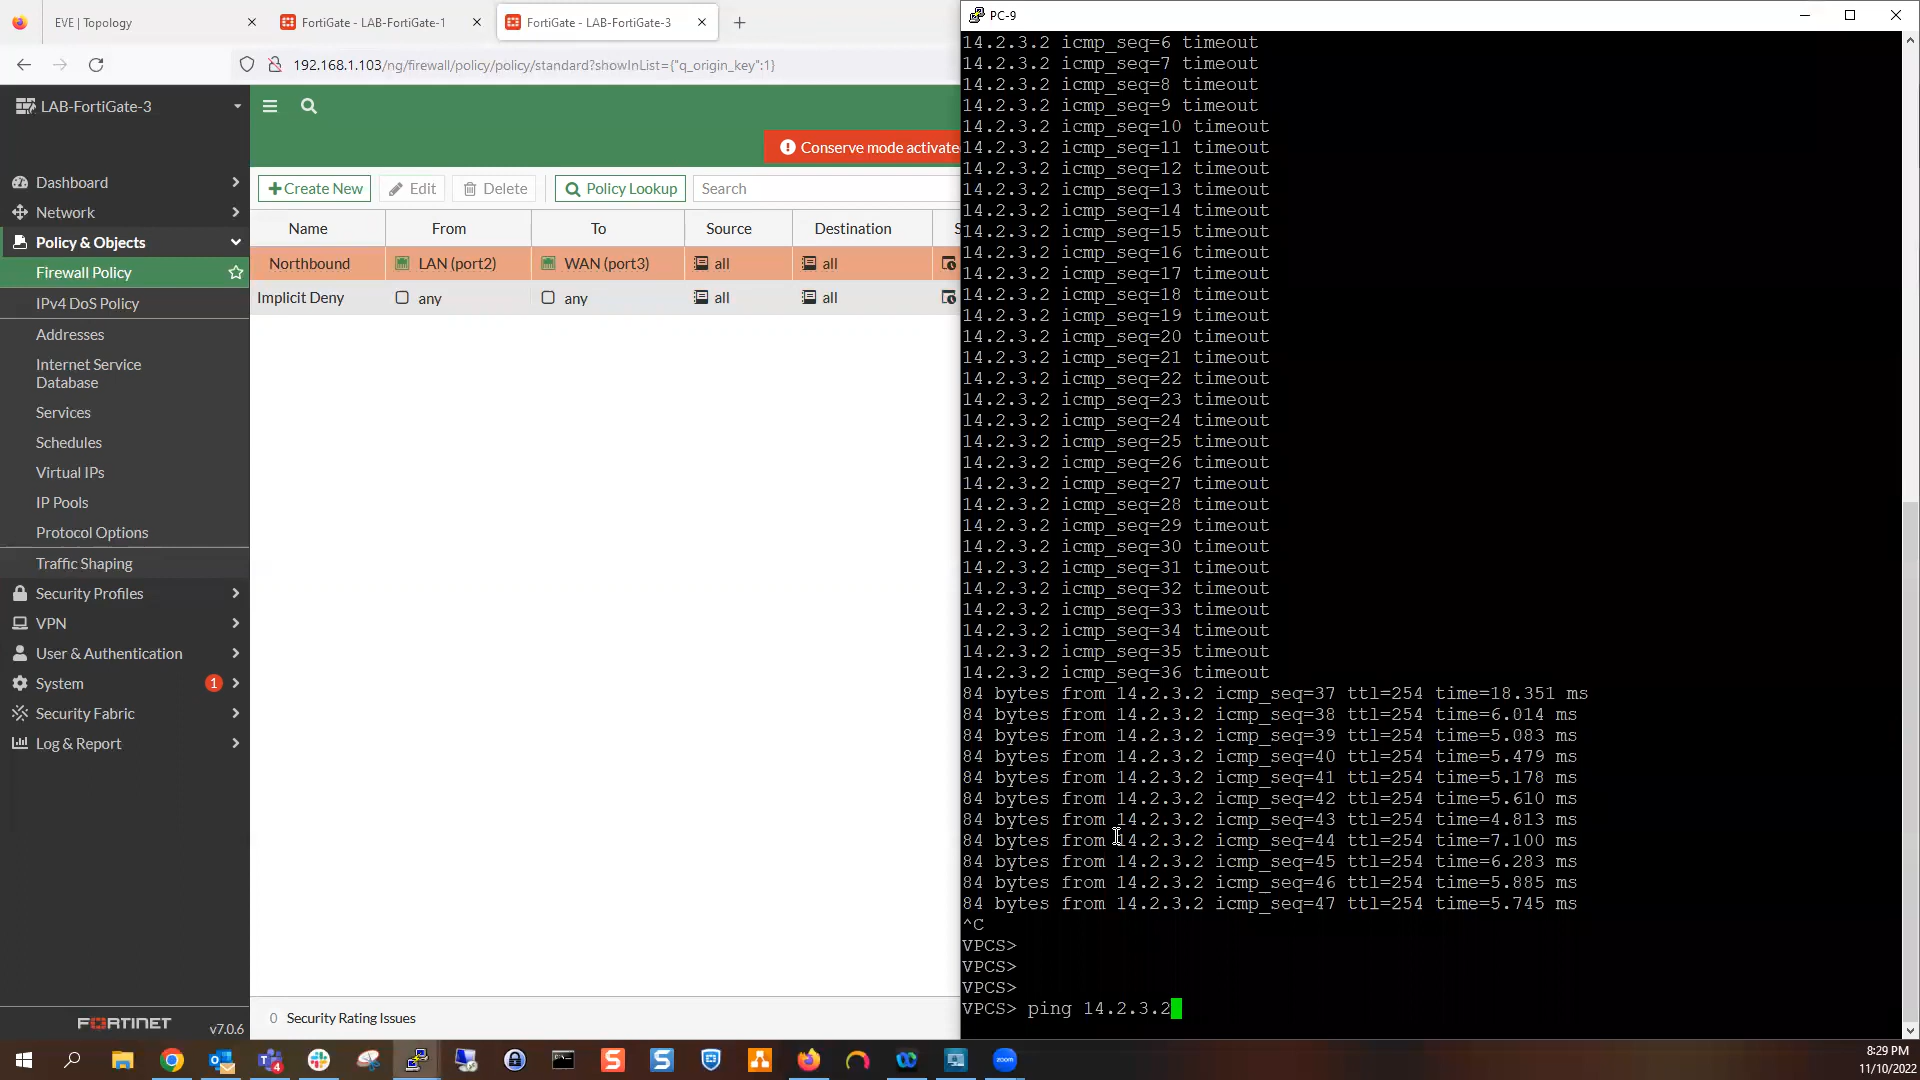 EVE | Topology
FortiGate - LAB-FortiGate-1
FortiGate - LAB-FortiGate-3
192.168.1.103/ng/firewall/policy/policy/standard?showInList={"q_origin_key":1}
LAB-FortiGate-3
Conserve mode activate
Dashboard
Network
Policy & Objects
Firewall Policy
IPv4 DoS Policy
Addresses
Internet Service
Database
Services
Schedules
Virtual IPs
IP Pools
Protocol Options
Traffic Shaping
Security Profiles
VPN
User & Authentication
System
1
Security Fabric
Log & Report
FORTINET
v7.0.6
Create New
Edit
Delete
Policy Lookup
Search
Name From To Source Destination S
Northbound LAN (port2) WAN (port3) all all
Implicit Deny any any all all
0 Security Rating Issues
PC-9
14.2.3.2 icmp_seq=6 timeout
14.2.3.2 icmp_seq=7 timeout
14.2.3.2 icmp_seq=8 timeout
14.2.3.2 icmp_seq=9 timeout
14.2.3.2 icmp_seq=10 timeout
14.2.3.2 icmp_seq=11 timeout
14.2.3.2 icmp_seq=12 timeout
14.2.3.2 icmp_seq=13 timeout
14.2.3.2 icmp_seq=14 timeout
14.2.3.2 icmp_seq=15 timeout
14.2.3.2 icmp_seq=16 timeout
14.2.3.2 icmp_seq=17 timeout
14.2.3.2 icmp_seq=18 timeout
14.2.3.2 icmp_seq=19 timeout
14.2.3.2 icmp_seq=20 timeout
14.2.3.2 icmp_seq=21 timeout
14.2.3.2 icmp_seq=22 timeout
14.2.3.2 icmp_seq=23 timeout
14.2.3.2 icmp_seq=24 timeout
14.2.3.2 icmp_seq=25 timeout
14.2.3.2 icmp_seq=26 timeout
14.2.3.2 icmp_seq=27 timeout
14.2.3.2 icmp_seq=28 timeout
14.2.3.2 icmp_seq=29 timeout
14.2.3.2 icmp_seq=30 timeout
14.2.3.2 icmp_seq=31 timeout
14.2.3.2 icmp_seq=32 timeout
14.2.3.2 icmp_seq=33 timeout
14.2.3.2 icmp_seq=34 timeout
14.2.3.2 icmp_seq=35 timeout
14.2.3.2 icmp_seq=36 timeout
84 bytes from 14.2.3.2 icmp_seq=37 ttl=254 time=18.351 ms
84 bytes from 14.2.3.2 icmp_seq=38 ttl=254 time=6.014 ms
84 bytes from 14.2.3.2 icmp_seq=39 ttl=254 time=5.083 ms
84 bytes from 14.2.3.2 icmp_seq=40 ttl=254 time=5.479 ms
84 bytes from 14.2.3.2 icmp_seq=41 ttl=254 time=5.178 ms
84 bytes from 14.2.3.2 icmp_seq=42 ttl=254 time=5.610 ms
84 bytes from 14.2.3.2 icmp_seq=43 ttl=254 time=4.813 ms
84 bytes from 14.2.3.2 icmp_seq=44 ttl=254 time=7.100 ms
84 bytes from 14.2.3.2 icmp_seq=45 ttl=254 time=6.283 ms
84 bytes from 14.2.3.2 icmp_seq=46 ttl=254 time=5.885 ms
84 bytes from 14.2.3.2 icmp_seq=47 ttl=254 time=5.745 ms
^C
VPCS>
VPCS>
VPCS>
VPCS> ping 14.2.3.2
4
S
S
zoom
8:29 PM
11/10/2022